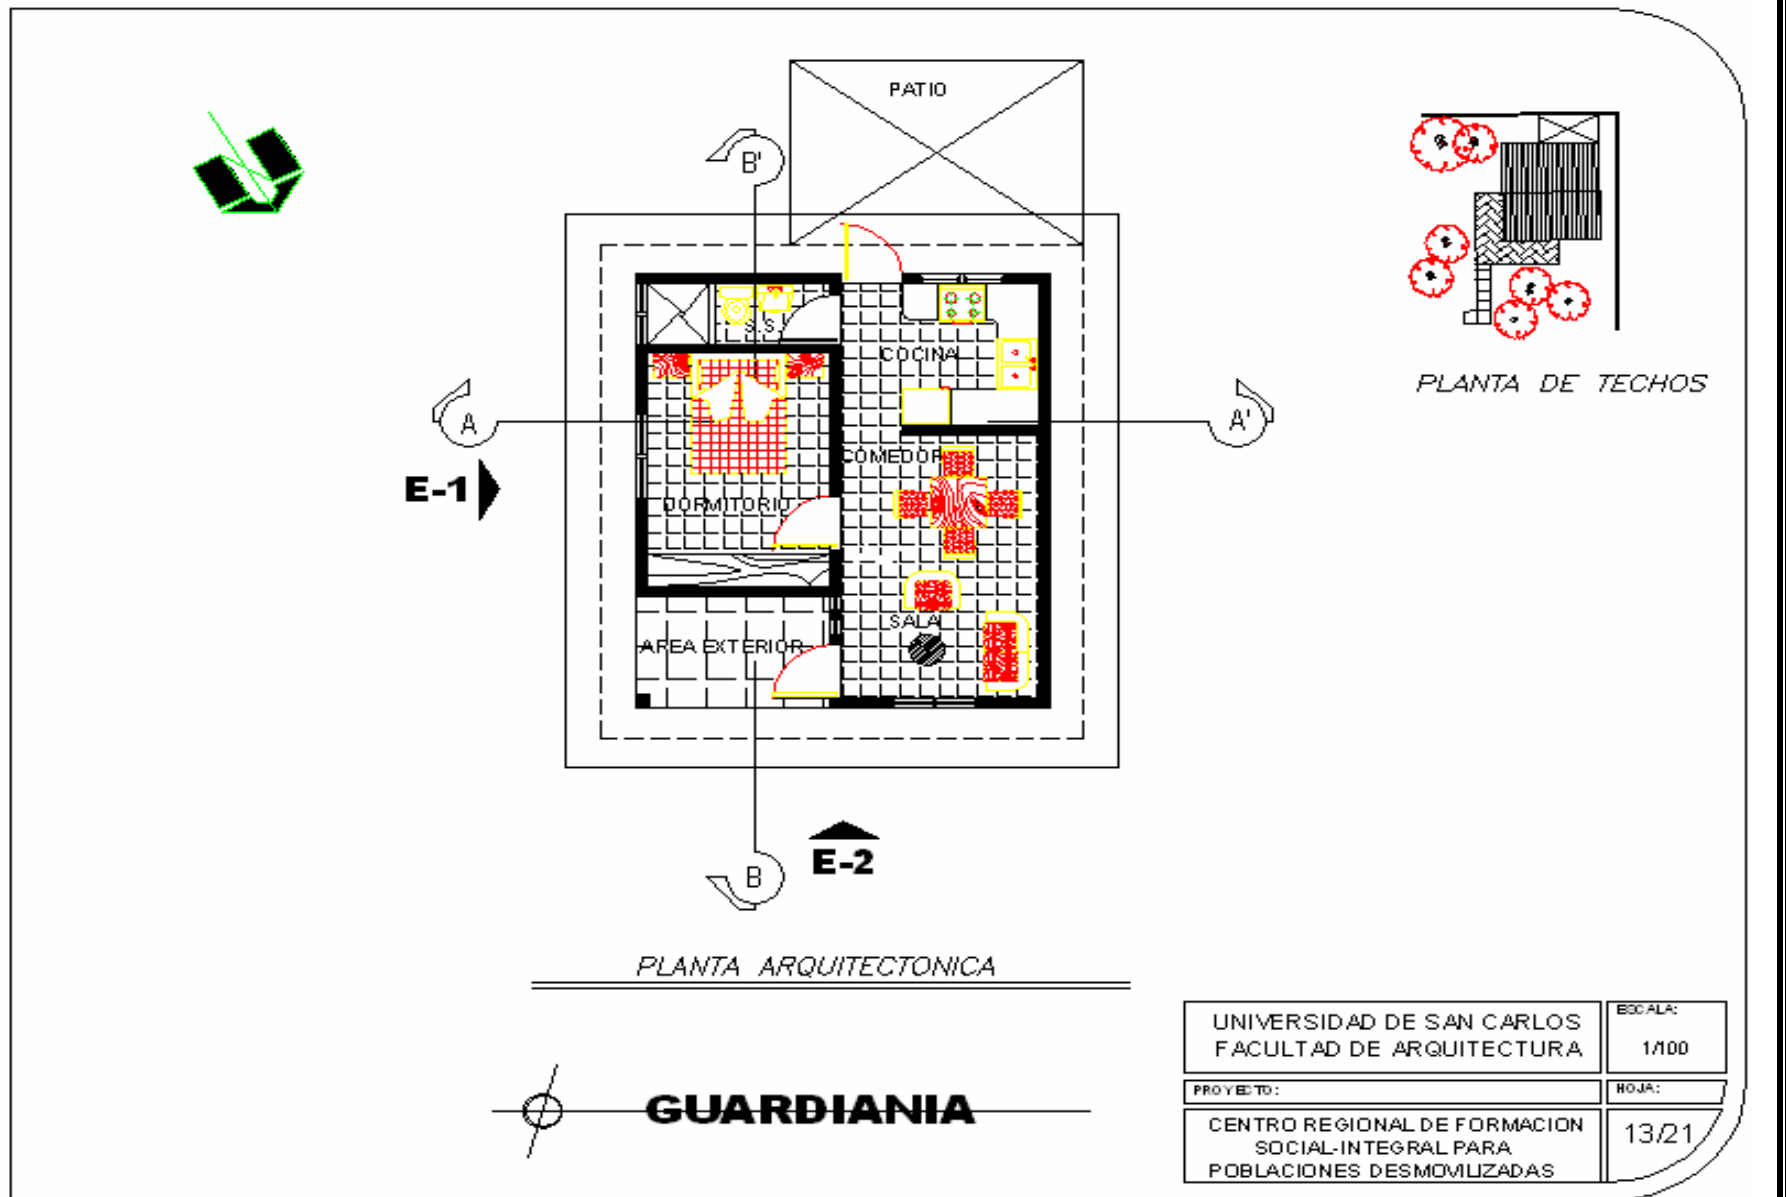 PATIO
B'
S.S.
COCINA
PLANTA DE TECHOS
A
A'
COMEDOR
E-1
DORMITORIO
SALA
AREA EXTERIOR
E-2
B
PLANTA ARQUITECTONICA
UNIVERSIDAD DE SAN CARLOS
FACULTAD DE ARQUITECTURA
ESCALA:
1/100
PROYECTO:
HOJA:
GUARDIANIA
CENTRO REGIONAL DE FORMACION
SOCIAL-INTEGRAL PARA
POBLACIONES DESMOVILIZADAS
13/21